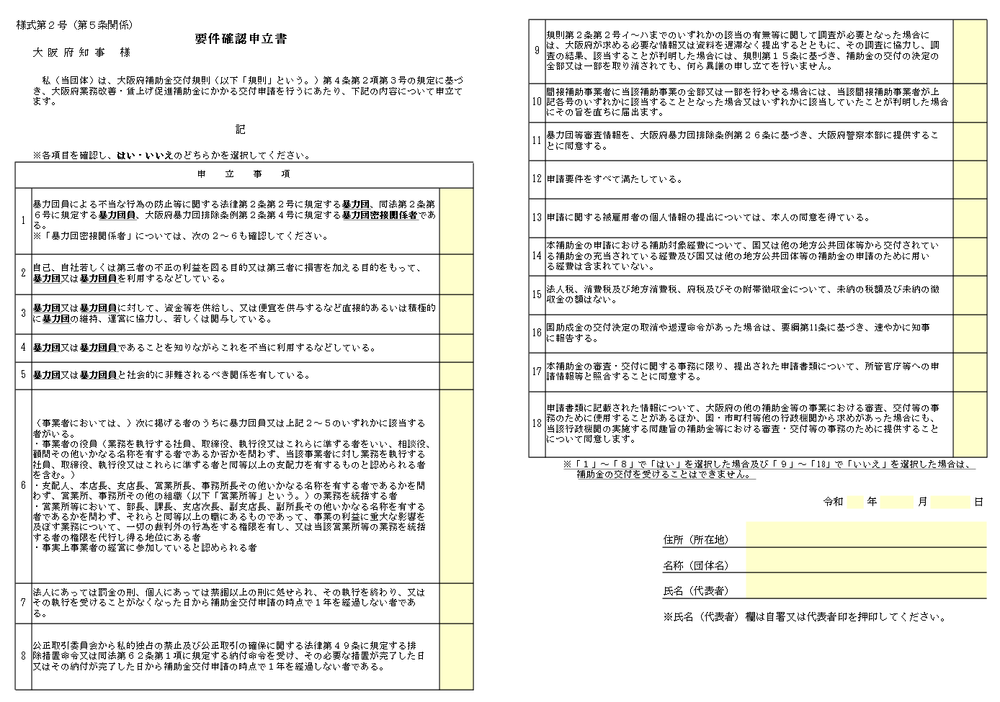 様式第２号（第５条関係）
要件確認申立書
大阪府知事　様
私（当団体）は、大阪府補助金交付規則（以下「規則」という。）第４条第２項第３号の規定に基づ
き、大阪府業務改善・賃上げ促進補助金にかかる交付申請を行うにあたり、下記の内容について申立て
ます。
記
※各項目を確認し、はい・いいえのどちらかを選択してください。
申　立　事　項
1
暴力団員による不当な行為の防止等に関する法律第２条第２号に規定する暴力団、同法第２条第
６号に規定する暴力団員、大阪府暴力団排除条例第２条第４号に規定する暴力団密接関係者であ
る。
※「暴力団密接関係者」については、次の２～６も確認してください。
2
自己、自社若しくは第三者の不正の利益を図る目的又は第三者に損害を加える目的をもって、
暴力団又は暴力団員を利用するなどしている。
3
暴力団又は暴力団員に対して、資金等を供給し、又は便宜を供与するなど直接的あるいは積極的
に暴力団の維持、運営に協力し、若しくは関与している。
4
暴力団又は暴力団員であることを知りながらこれを不当に利用するなどしている。
5
暴力団又は暴力団員と社会的に非難されるべき関係を有している。
6
（事業者においては、）次に掲げる者のうちに暴力団員又は上記２～５のいずれかに該当する
者がいる。
・事業者の役員（業務を執行する社員、取締役、執行役又はこれらに準ずる者をいい、相談役、
顧問その他いかなる名称を有する者であるか否かを問わず、当該事業者に対し業務を執行する
社員、取締役、執行役又はこれらに準ずる者と同等以上の支配力を有するものと認められる者
を含む。）
・支配人、本店長、支店長、営業所長、事務所長その他いかなる名称を有する者であるかを問
わず、営業所、事務所その他の組織（以下「営業所等」という。）の業務を統括する者
・営業所等において、部長、課長、支店次長、副支店長、副所長その他いかなる名称を有する
者であるかを問わず、それらと同等以上の職にあるものであって、事業の利益に重大な影響を
及ぼす業務について、一切の裁判外の行為をする権限を有し、又は当該営業所等の業務を統括
する者の権限を代行し得る地位にある者
・事実上事業者の経営に参加していると認められる者
7
法人にあっては罰金の刑、個人にあっては禁錮以上の刑に処せられ、その執行を終わり、又は
その執行を受けることがなくなった日から補助金交付申請の時点で１年を経過しない者であ
る。
8
公正取引委員会から私的独占の禁止及び公正取引の確保に関する法律第４９条に規定する排
除措置命令又は同法第６２条第１項に規定する納付命令を受け、その必要な措置が完了した日
又はその納付が完了した日から補助金交付申請の時点で１年を経過しない者である。
9
規則第２条第２号イ～ハまでのいずれかの該当の有無等に関して調査が必要となった場合に
は、大阪府が求める必要な情報又は資料を遅滞なく提出するとともに、その調査に協力し、調
査の結果、該当することが判明した場合には、規則第１５条に基づき、補助金の交付の決定の
全部又は一部を取り消されても、何ら異議の申し立てを行いません。
10
間接補助事業者に当該補助事業の全部又は一部を行わせる場合には、当該間接補助事業者が上
記各号のいずれかに該当することとなった場合又はいずれかに該当していたことが判明した場合
にその旨を直ちに届出ます。
11
暴力団等審査情報を、大阪府暴力団排除条例第２６条に基づき、大阪府警察本部に提供するこ
とに同意する。
12
申請要件をすべて満たしている。
13
申請に関する被雇用者の個人情報の提出については、本人の同意を得ている。
14
本補助金の申請における補助対象経費について、国又は他の地方公共団体等から交付されてい
る補助金の充当されている経費及び国又は他の地方公共団体等の補助金の申請のために用い
る経費は含まれていない。
15
法人税、消費税及び地方消費税、府税及びその附帯徴収金について、未納の税額及び未納の徴
収金の額はない。
16
国助成金の交付決定の取消や返還命令があった場合は、要綱第11条に基づき、速やかに知事
に報告する。
17
本補助金の審査・交付に関する事務に限り、提出された申請書類について、所管官庁等への申
請情報等と照合することに同意する。
18
申請書類に記載された情報について、大阪府の他の補助金等の事業における審査、交付等の事
務のために使用することがあるほか、国・市町村等他の行政機関から求めがあった場合にも、
当該行政機関の実施する同趣旨の補助金等における審査・交付等の事務のために提供すること
について同意します。
※「１」～「８」で「はい」を選択した場合及び「９」～「18」で「いいえ」を選択した場合は、
補助金の交付を受けることはできません。
令和　年　月　日
住所（所在地）
名称（団体名）
氏名（代表者）
※氏名（代表者）欄は自署又は代表者印を押印してください。